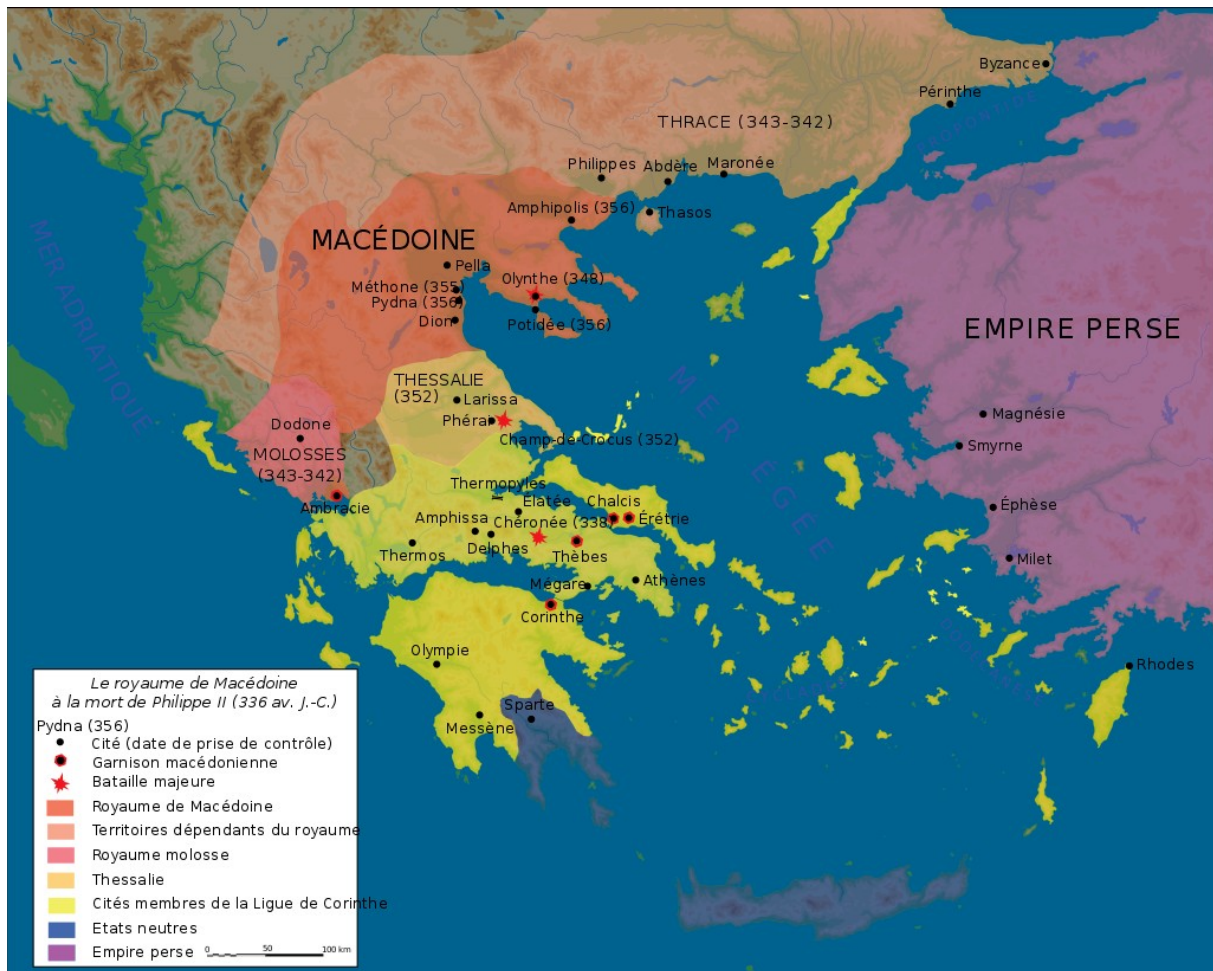 Byzance
Périnthe
PROPONTIDE
THRACE (343-342)
Philippes
Abdère
Maronée
Amphipolis (356)
Thasos
MACÉDOINE
Pella
Olynthe (348)
Méthone (355)
Pydna (356)
Dion
Potidée (356)
MER ADRIATIQUE
EMPIRE PERSE
THESSALIE
(352)
Larissa
Phérai
Champ-de-Crocus (352)
MER ÉGÉE
Magnésie
Smyrne
Dodone
MOLOSSES
(343-342)
Ambracie
Thermopyles
Élatée
Chalcis
Érétrie
Éphèse
Amphissa
Chéronée (338)
Delphes
Thermos
Thèbes
Milet
Mégare
Athènes
Corinthe
DODÉCANÈSE
Olympie
Rhodes
CYCLADES
Sparte
Messène
Le royaume de Macédoine
à la mort de Philippe II (336 av. J.-C.)
Pydna (356)
Cité (date de prise de contrôle)
Garnison macédonienne
Bataille majeure
Royaume de Macédoine
Territoires dépendants du royaume
Royaume molosse
Thessalie
Cités membres de la Ligue de Corinthe
Etats neutres
Empire perse
0 50 100 km